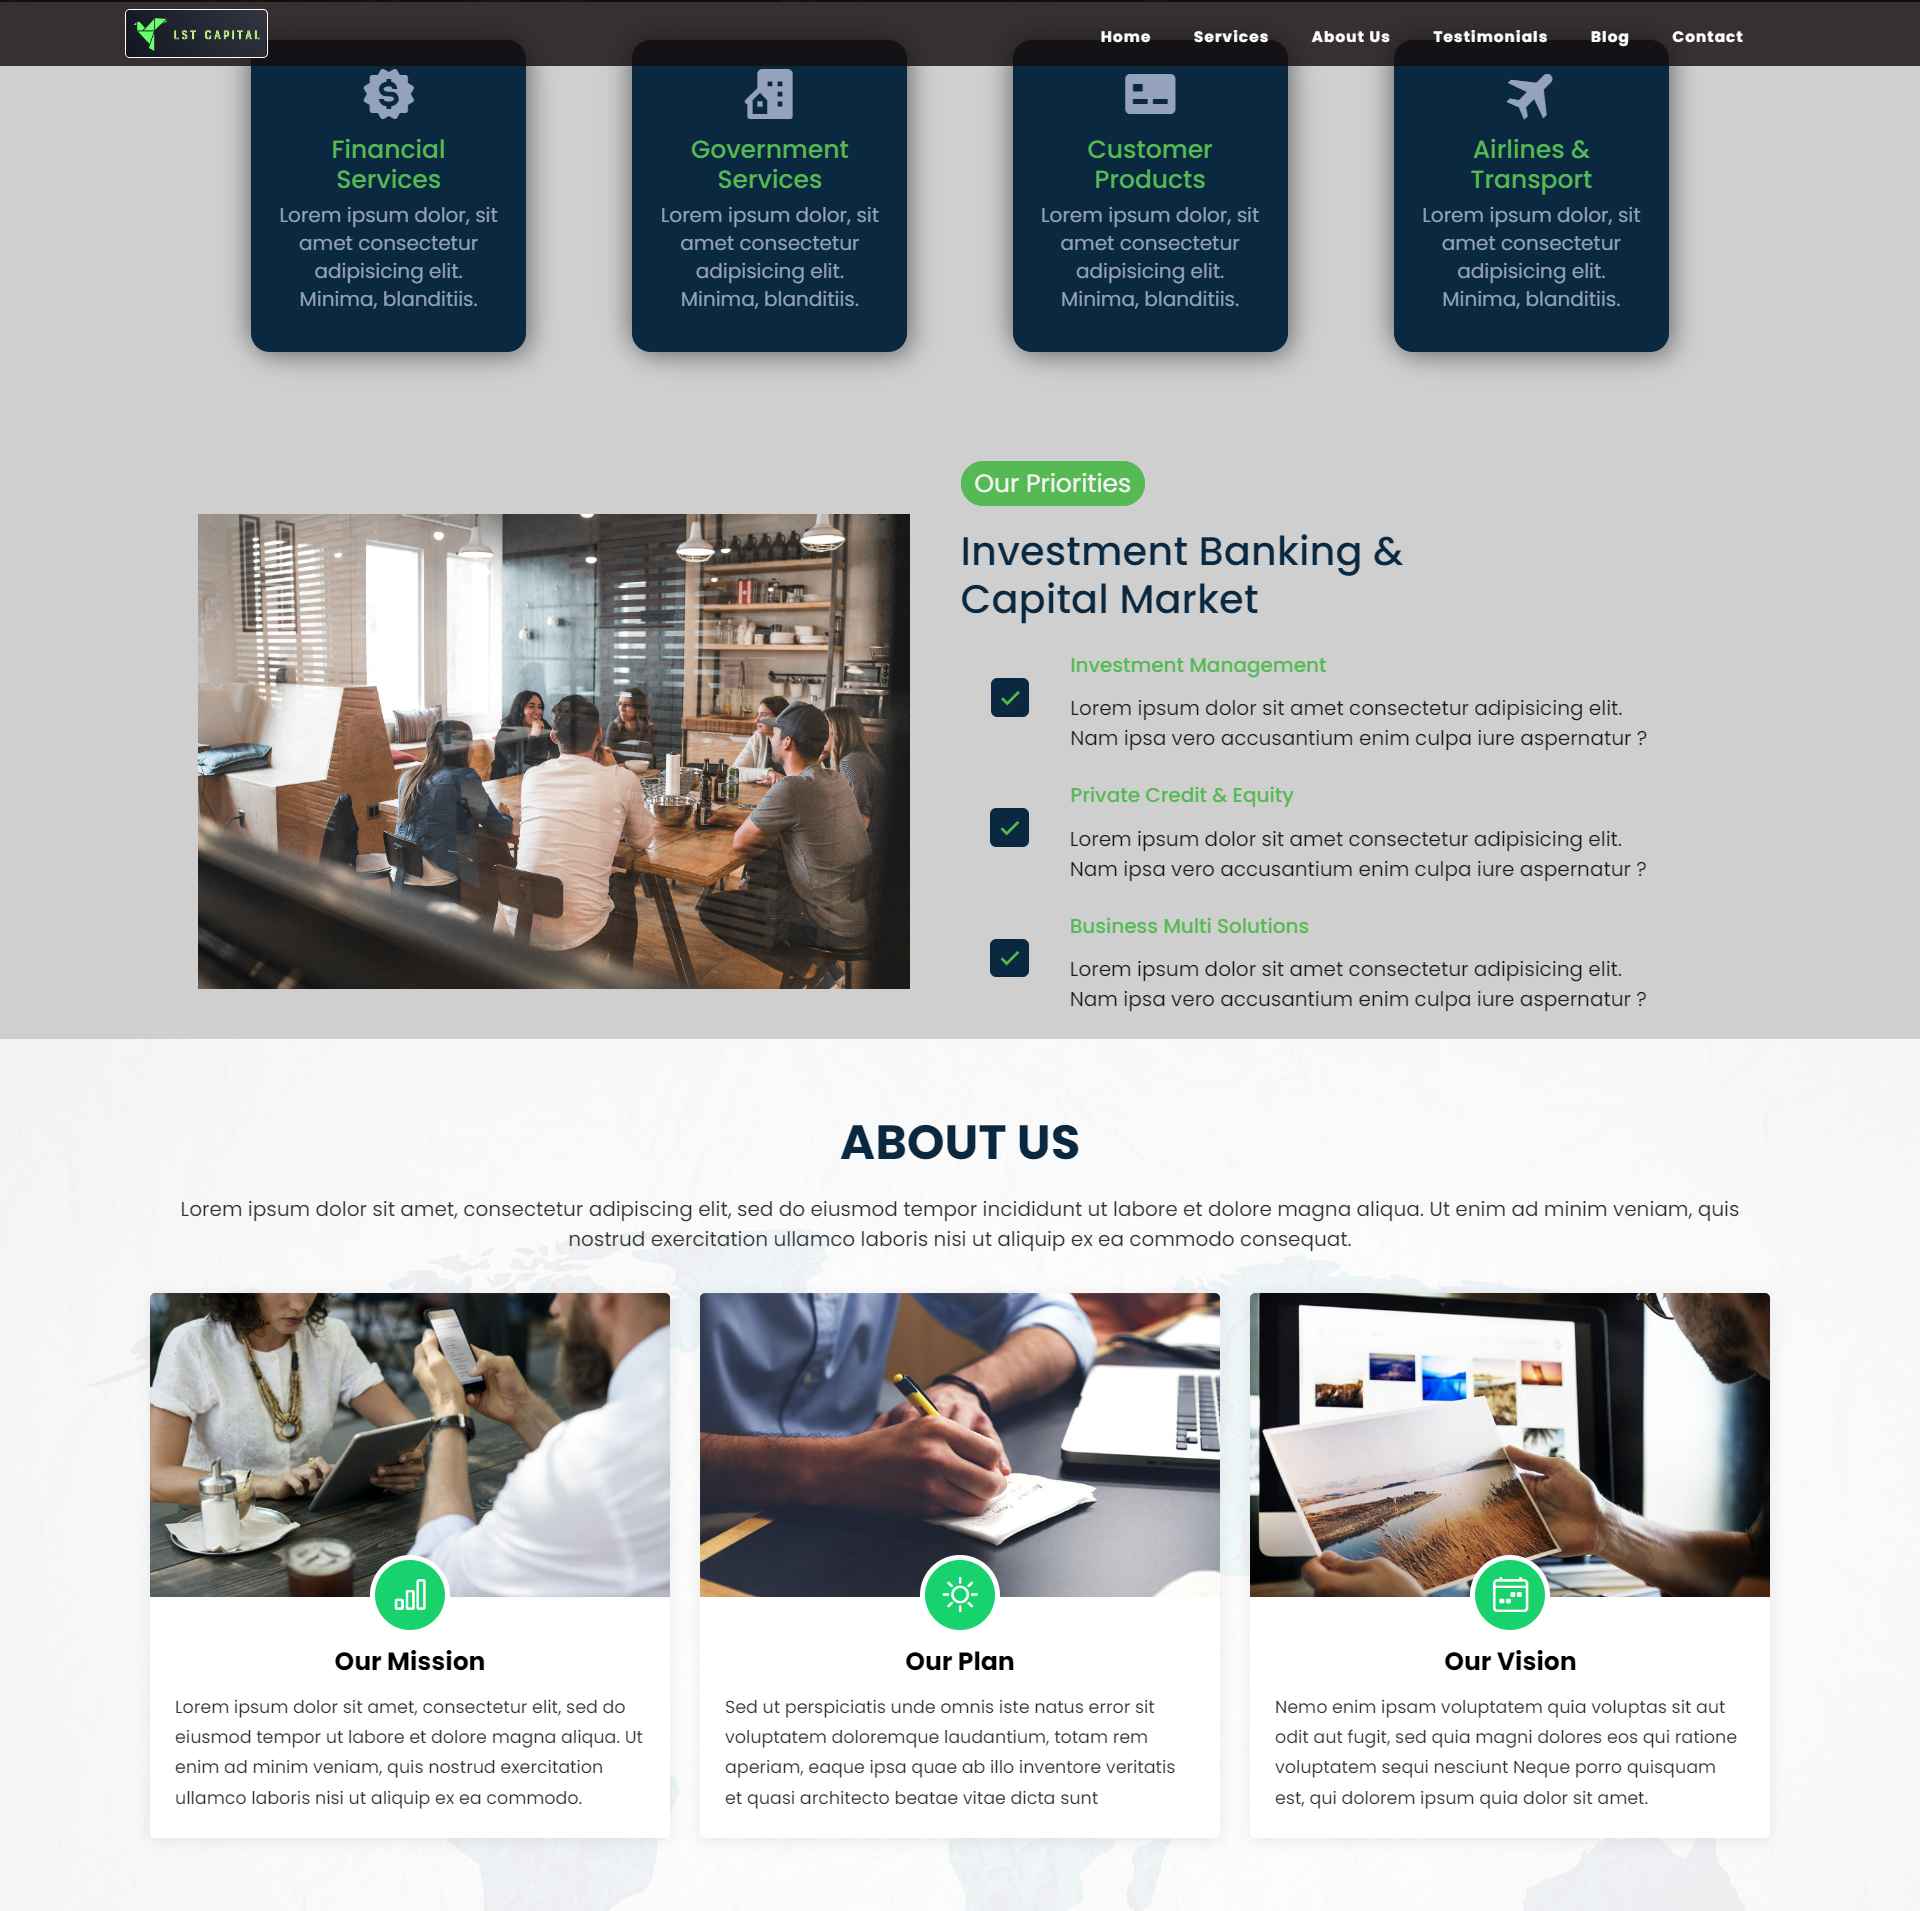 LST CAPITAL
Home Services About Us Testimonials Blog Contact
Financial
Services
Lorem ipsum dolor, sit
amet consectetur
adipisicing elit.
Minima, blanditiis.
Government
Services
Lorem ipsum dolor, sit
amet consectetur
adipisicing elit.
Minima, blanditiis.
Customer
Products
Lorem ipsum dolor, sit
amet consectetur
adipisicing elit.
Minima, blanditiis.
Airlines &
Transport
Lorem ipsum dolor, sit
amet consectetur
adipisicing elit.
Minima, blanditiis.
Our Priorities
Investment Banking &
Capital Market
Investment Management
Lorem ipsum dolor sit amet consectetur adipisicing elit.
Nam ipsa vero accusantium enim culpa iure aspernatur ?
Private Credit & Equity
Lorem ipsum dolor sit amet consectetur adipisicing elit.
Nam ipsa vero accusantium enim culpa iure aspernatur ?
Business Multi Solutions
Lorem ipsum dolor sit amet consectetur adipisicing elit.
Nam ipsa vero accusantium enim culpa iure aspernatur ?
ABOUT US
Lorem ipsum dolor sit amet, consectetur adipiscing elit, sed do eiusmod tempor incididunt ut labore et dolore magna aliqua. Ut enim ad minim veniam, quis
nostrud exercitation ullamco laboris nisi ut aliquip ex ea commodo consequat.
Our Mission
Lorem ipsum dolor sit amet, consectetur elit, sed do
eiusmod tempor ut labore et dolore magna aliqua. Ut
enim ad minim veniam, quis nostrud exercitation
ullamco laboris nisi ut aliquip ex ea commodo.
Our Plan
Sed ut perspiciatis unde omnis iste natus error sit
voluptatem doloremque laudantium, totam rem
aperiam, eaque ipsa quae ab illo inventore veritatis
et quasi architecto beatae vitae dicta sunt
Our Vision
Nemo enim ipsam voluptatem quia voluptas sit aut
odit aut fugit, sed quia magni dolores eos qui ratione
voluptatem sequi nesciunt Neque porro quisquam
est, qui dolorem ipsum quia dolor sit amet.